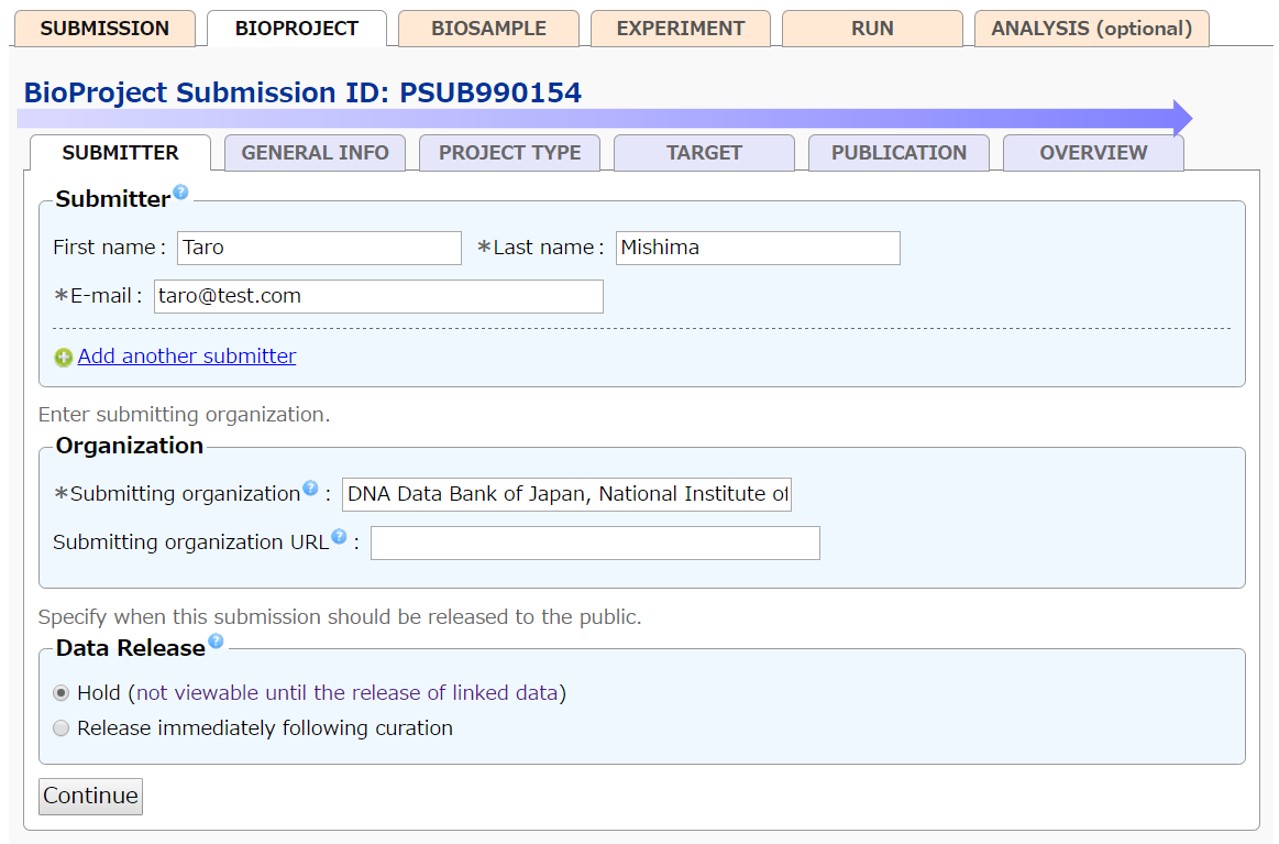 SUBMISSION BIOPROJECT BIOSAMPLE EXPERIMENT RUN ANALYSIS (optional)
BioProject Submission ID: PSUB990154
SUBMITTER GENERAL INFO PROJECT TYPE TARGET PUBLICATION OVERVIEW
Submitter ?
First name : Taro *Last name : Mishima
*E-mail : taro@test.com
Add another submitter
Enter submitting organization.
Organization
*Submitting organization ? : DNA Data Bank of Japan, National Institute of
Submitting organization URL ? :
Specify when this submission should be released to the public.
Data Release ?
Hold (not viewable until the release of linked data)
Release immediately following curation
Continue